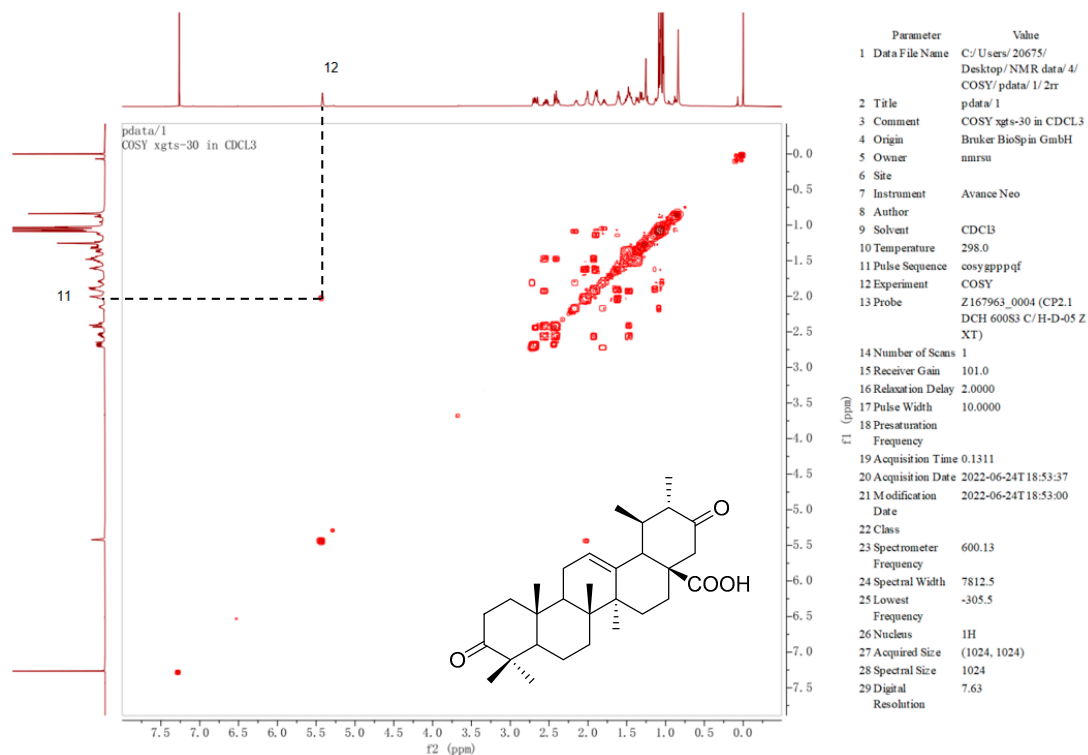 12
pdata/1
COSY xgts-30 in CDCL3
11
0.0
0.5
1.0
1.5
2.0
2.5
3.0
3.5
4.0
4.5
5.0
5.5
6.0
6.5
7.0
7.5
f1 (ppm)
O
COOH
O
7.5 7.0 6.5 6.0 5.5 5.0 4.5 4.0 3.5 3.0 2.5 2.0 1.5 1.0 0.5 0.0
f2 (ppm)
Parameter Value
1 Data File Name C:/ Users/ 20675/
Desktop/ NMR data/ 4/
COSY/ pdata/ 1/ 2rr
2 Title pdata/ 1
3 Comment COSY xgts-30 in CDCL3
4 Origin Bruker BioSpin GmbH
5 Owner nmrsu
6 Site
7 Instrument Avance Neo
8 Author
9 Solvent CDCl3
10 Temperature 298.0
11 Pulse Sequence cosygpppqf
12 Experiment COSY
13 Probe Z167963_0004 (CP2.1
DCH 600S3 C/ H-D-05 Z
XT)
14 Number of Scans 1
15 Receiver Gain 101.0
16 Relaxation Delay 2.0000
17 Pulse Width 10.0000
18 Presaturation
Frequency
19 Acquisition Time 0.1311
20 Acquisition Date 2022-06-24T18:53:37
21 Modification 2022-06-24T18:53:00
Date
22 Class
23 Spectrometer 600.13
Frequency
24 Spectral Width 7812.5
25 Lowest -305.5
Frequency
26 Nucleus 1H
27 Acquired Size (1024, 1024)
28 Spectral Size 1024
29 Digital 7.63
Resolution